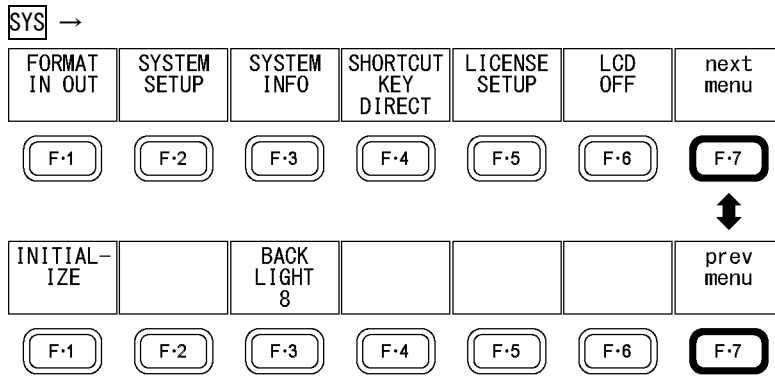 SYS →
FORMAT IN OUT
SYSTEM SETUP
SYSTEM INFO
SHORTCUT KEY DIRECT
LICENSE SETUP
LCD OFF
next menu
F·1 F·2 F·3 F·4 F·5 F·6 F·7
INITIAL-
IZE
BACK LIGHT 8
prev menu
F·1 F·2 F·3 F·4 F·5 F·6 F·7